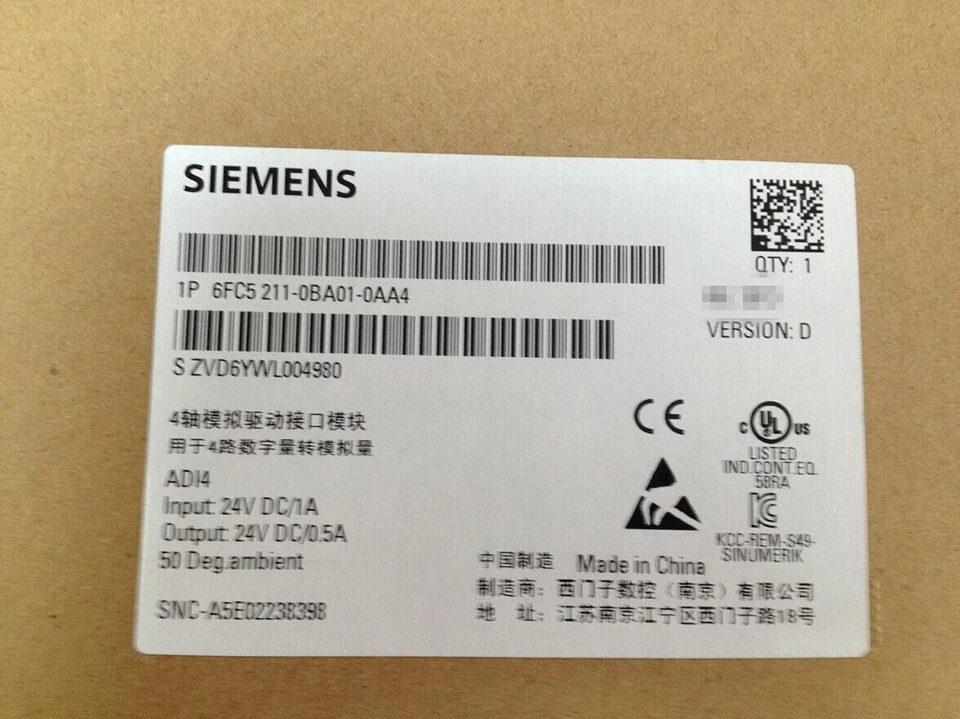 SIEMENS
QTY: 1
1P 6FC5 211-0BA01-0AA4
VERSION: D
S ZVD6YWL004980
4轴模拟驱动接口模块
用于4路数字量转模拟量
ADI4
Input: 24V DC/1A
Output: 24V DC/0.5A
50 Deg.ambient
SNC-A5E02238398
CE
C UL US
LISTED
IND.CONT.EQ.
58RA
KCC-REM-S49-
SINUMERIK
中国制造 Made in China
制造商: 西门子数控（南京）有限公司
地 址: 江苏南京江宁区西门子路18号